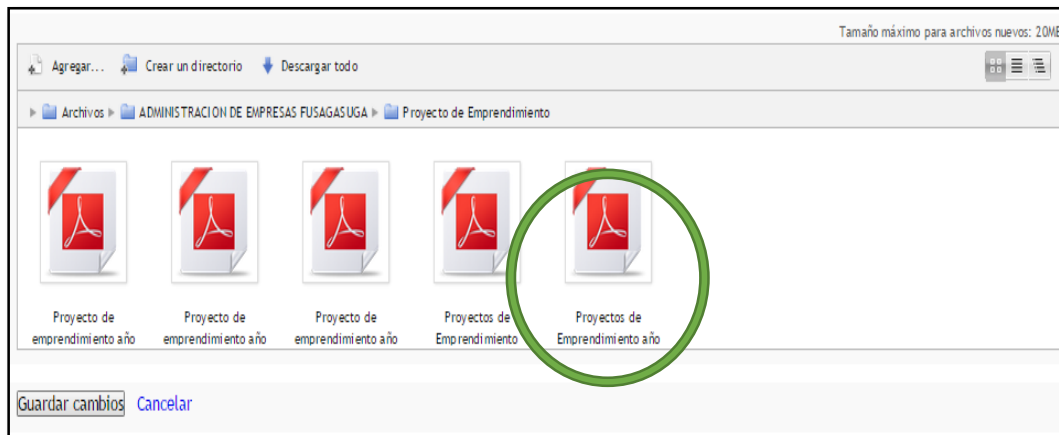 Tamaño máximo para archivos nuevos: 20MB
Agregar... Crear un directorio Descargar todo
Archivos ADMINISTRACION DE EMPRESAS FUSAGASUGA Proyecto de Emprendimiento
Proyecto de Proyecto de Proyecto de Proyectos de Proyectos de
emprendimiento año emprendimiento año emprendimiento año Emprendimiento Emprendimiento año
Guardar cambios Cancelar